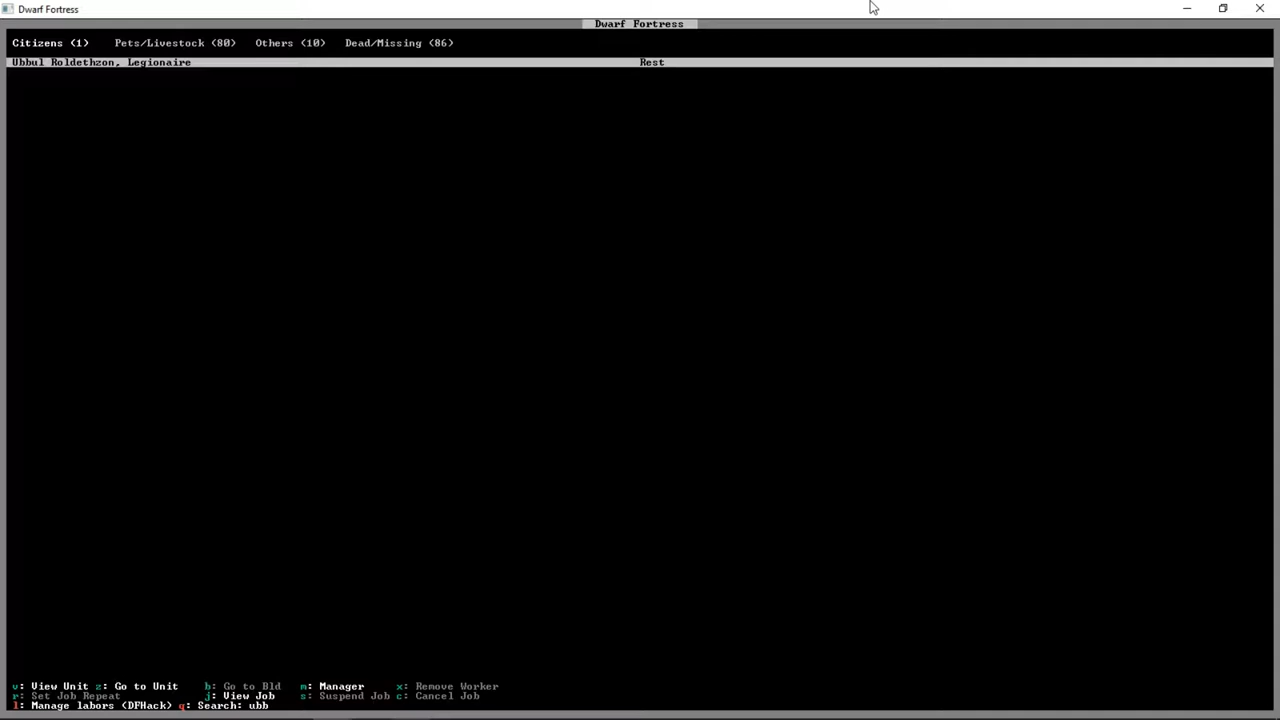 Dwarf Fortress
Dwarf Fortress
Citizens (1) Pets/Livestock (80) Others (10) Dead/Missing (86)
Ubbul Roldethzon, Legionaire Rest
v: View Unit z: Go to Unit b: Go to Bld m: Manager x: Remove Worker
r: Set Job Repeat j: View Job s: Suspend Job c: Cancel Job
l: Manage labors (DFHack) q: Search: ubb